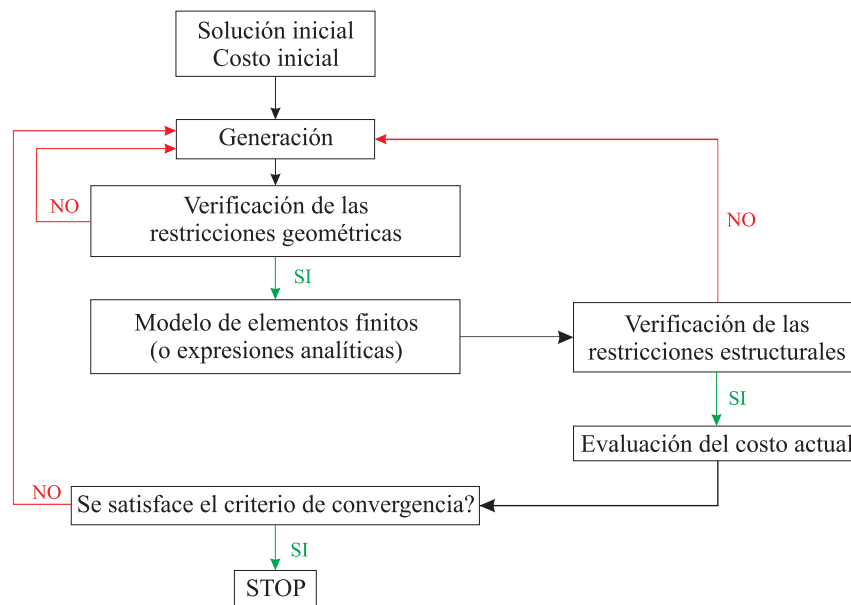 Solución inicial
Costo inicial
Generación
NO
Verificación de las
restricciones geométricas
NO
SI
Modelo de elementos finitos
(o expresiones analíticas)
Verificación de las
restricciones estructurales
SI
Evaluación del costo actual
NO
Se satisface el criterio de convergencia?
SI
STOP